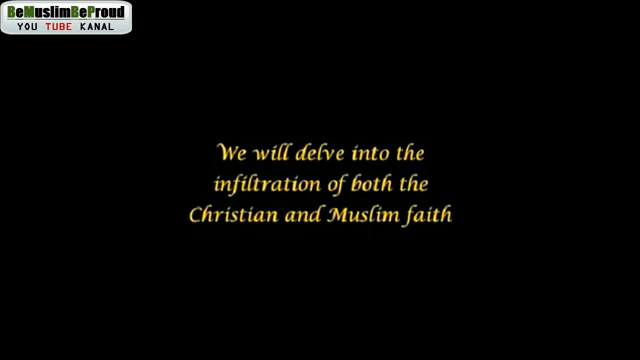 BeMuslimBeProud
YOU TUBE KANAL
We will delve into the
infiltration of both the
Christian and Muslim faith